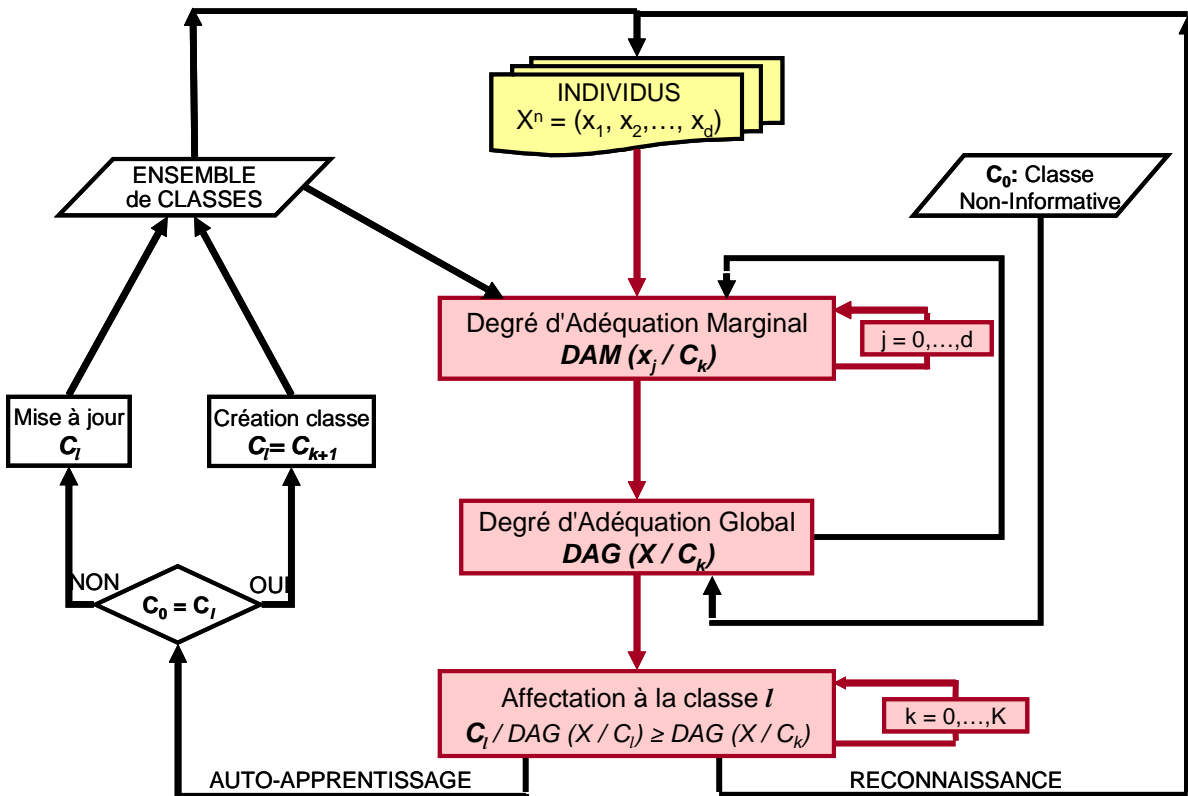 INDIVIDUS
Xⁿ = (x₁, x₂,…, x_d)
ENSEMBLE
de CLASSES
C₀: Classe
Non-Informative
Degré d'Adéquation Marginal
DAM (x_j / C_k)
j = 0,…,d
Mise à jour
C_l
Création classe
C_l= C_{k+1}
Degré d'Adéquation Global
DAG (X / C_k)
NON
OUI
C₀ = C_l
Affectation à la classe l
C_l / DAG (X / C_l) ≥ DAG (X / C_k)
k = 0,…,K
AUTO-APPRENTISSAGE
RECONNAISSANCE